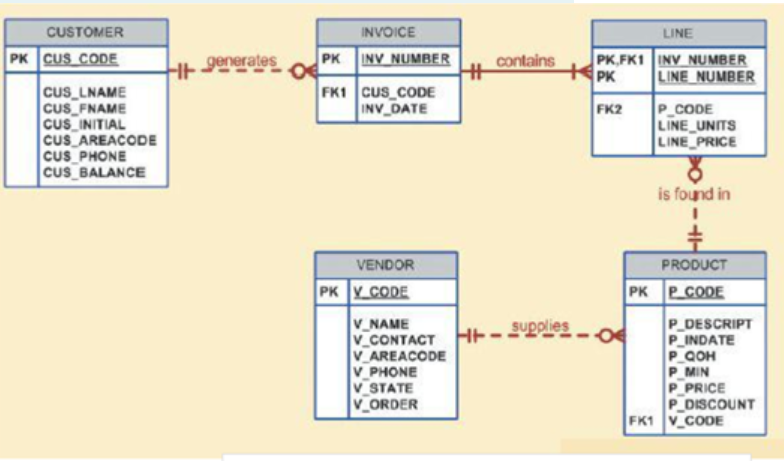 CUSTOMER
PK CUS_CODE
CUS_LNAME
CUS_FNAME
CUS_INITIAL
CUS_AREACODE
CUS_PHONE
CUS_BALANCE
generates
INVOICE
PK INV_NUMBER
FK1 CUS_CODE
INV_DATE
contains
LINE
PK,FK1 INV_NUMBER
PK LINE_NUMBER
FK2 P_CODE
LINE_UNITS
LINE_PRICE
is found in
VENDOR
PK V_CODE
V_NAME
V_CONTACT
V_AREACODE
V_PHONE
V_STATE
V_ORDER
supplies
PRODUCT
PK P_CODE
P_DESCRIPT
P_INDATE
P_QOH
P_MIN
P_PRICE
P_DISCOUNT
FK1 V_CODE